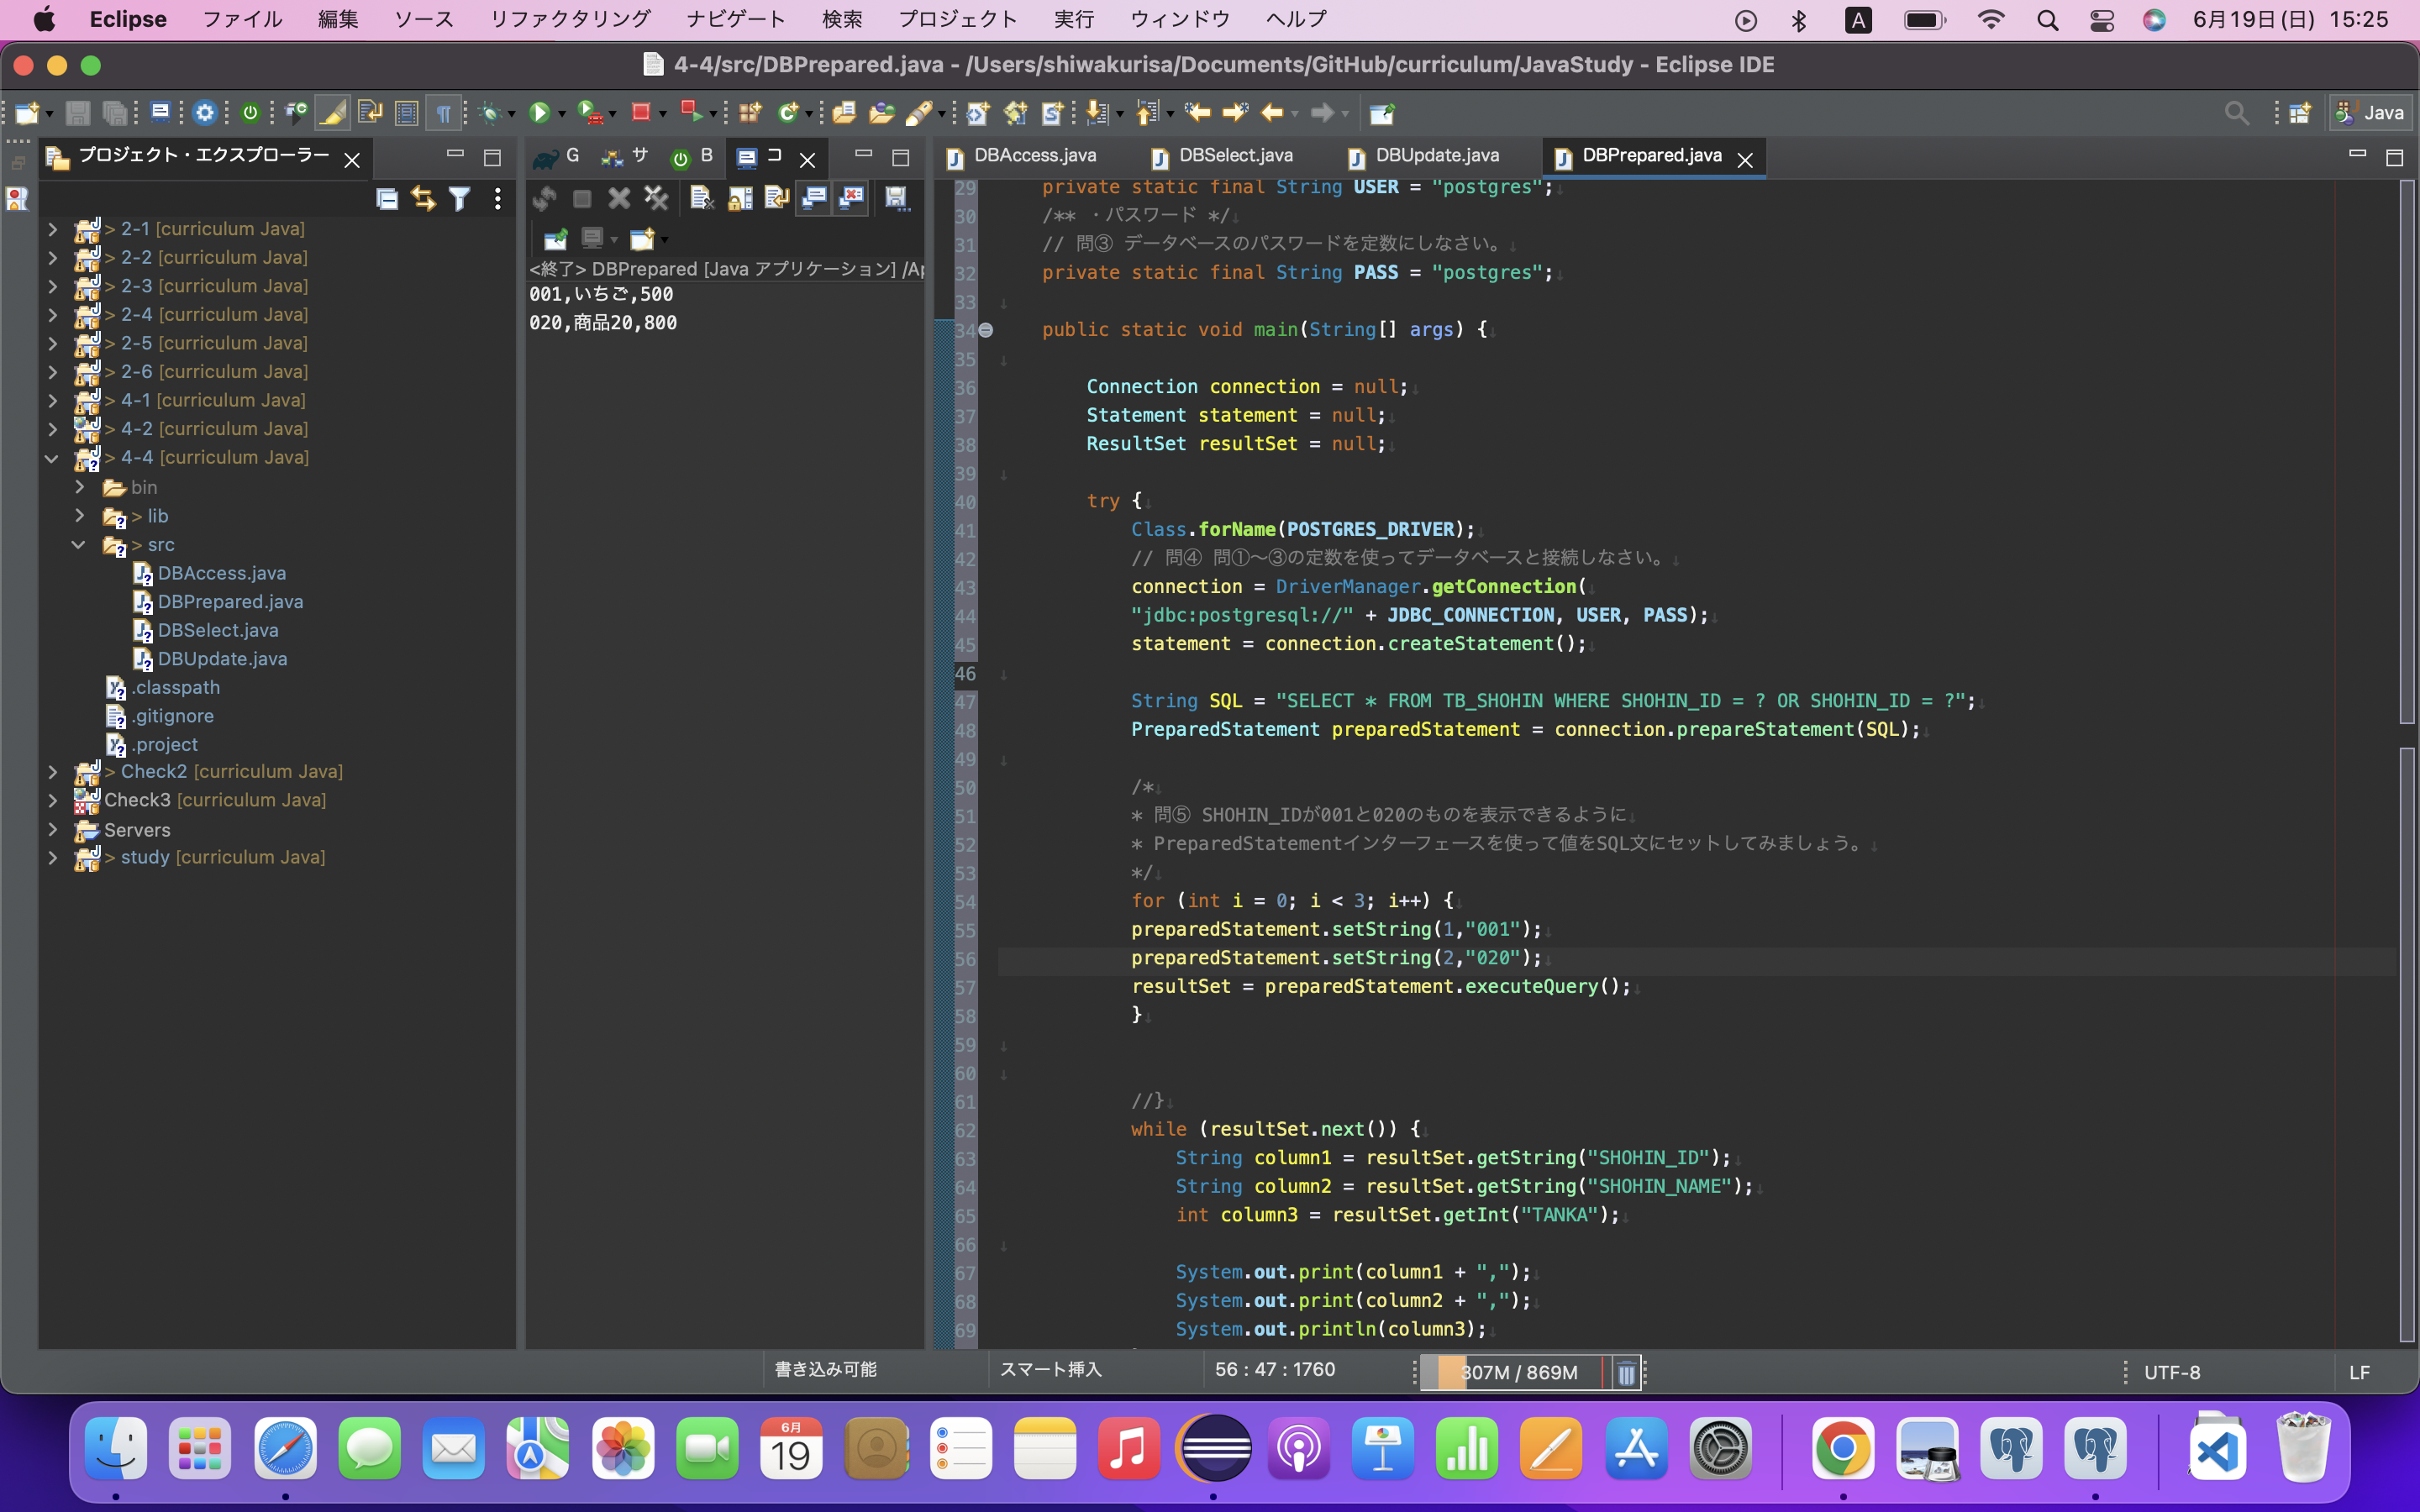 Eclipse ファイル 編集 ソース リファクタリング ナビゲート 検索 プロジェクト 実行 ウィンドウ ヘルプ A 6月19日(日) 15:25
4-4/src/DBPrepared.java - /Users/shiwakurisa/Documents/GitHub/curriculum/JavaStudy - Eclipse IDE
Java
プロジェクト・エクスプローラー
> 2-1 [curriculum Java]
> 2-2 [curriculum Java]
> 2-3 [curriculum Java]
> 2-4 [curriculum Java]
> 2-5 [curriculum Java]
> 2-6 [curriculum Java]
> 4-1 [curriculum Java]
> 4-2 [curriculum Java]
> 4-4 [curriculum Java]
bin
> lib
> src
DBAccess.java
DBPrepared.java
DBSelect.java
DBUpdate.java
.classpath
.gitignore
.project
> Check2 [curriculum Java]
Check3 [curriculum Java]
Servers
> study [curriculum Java]
G サ B コ
<終了> DBPrepared [Java アプリケーション] /Ap
001,いちご,500
020,商品20,800
DBAccess.java DBSelect.java DBUpdate.java DBPrepared.java
29 private static final String USER = "postgres";
30 /** ・パスワード */
31 // 問③ データベースのパスワードを定数にしなさい。
32 private static final String PASS = "postgres";
33
34 public static void main(String[] args) {
35
36 Connection connection = null;
37 Statement statement = null;
38 ResultSet resultSet = null;
39
40 try {
41 Class.forName(POSTGRES_DRIVER);
42 // 問④ 問①〜③の定数を使ってデータベースと接続しなさい。
43 connection = DriverManager.getConnection(
44 "jdbc:postgresql://" + JDBC_CONNECTION, USER, PASS);
45 statement = connection.createStatement();
46
47 String SQL = "SELECT * FROM TB_SHOHIN WHERE SHOHIN_ID = ? OR SHOHIN_ID = ?";
48 PreparedStatement preparedStatement = connection.prepareStatement(SQL);
49
50 /*
51 * 問⑤ SHOHIN_IDが001と020のものを表示できるように
52 * PreparedStatementインターフェースを使って値をSQL文にセットしてみましょう。
53 */
54 for (int i = 0; i < 3; i++) {
55 preparedStatement.setString(1,"001");
56 preparedStatement.setString(2,"020");
57 resultSet = preparedStatement.executeQuery();
58 }
59
60
61 //}
62 while (resultSet.next()) {
63 String column1 = resultSet.getString("SHOHIN_ID");
64 String column2 = resultSet.getString("SHOHIN_NAME");
65 int column3 = resultSet.getInt("TANKA");
66
67 System.out.print(column1 + ",");
68 System.out.print(column2 + ",");
69 System.out.println(column3);
書き込み可能 スマート挿入 56 : 47 : 1760 307M / 869M UTF-8 LF
6月
19